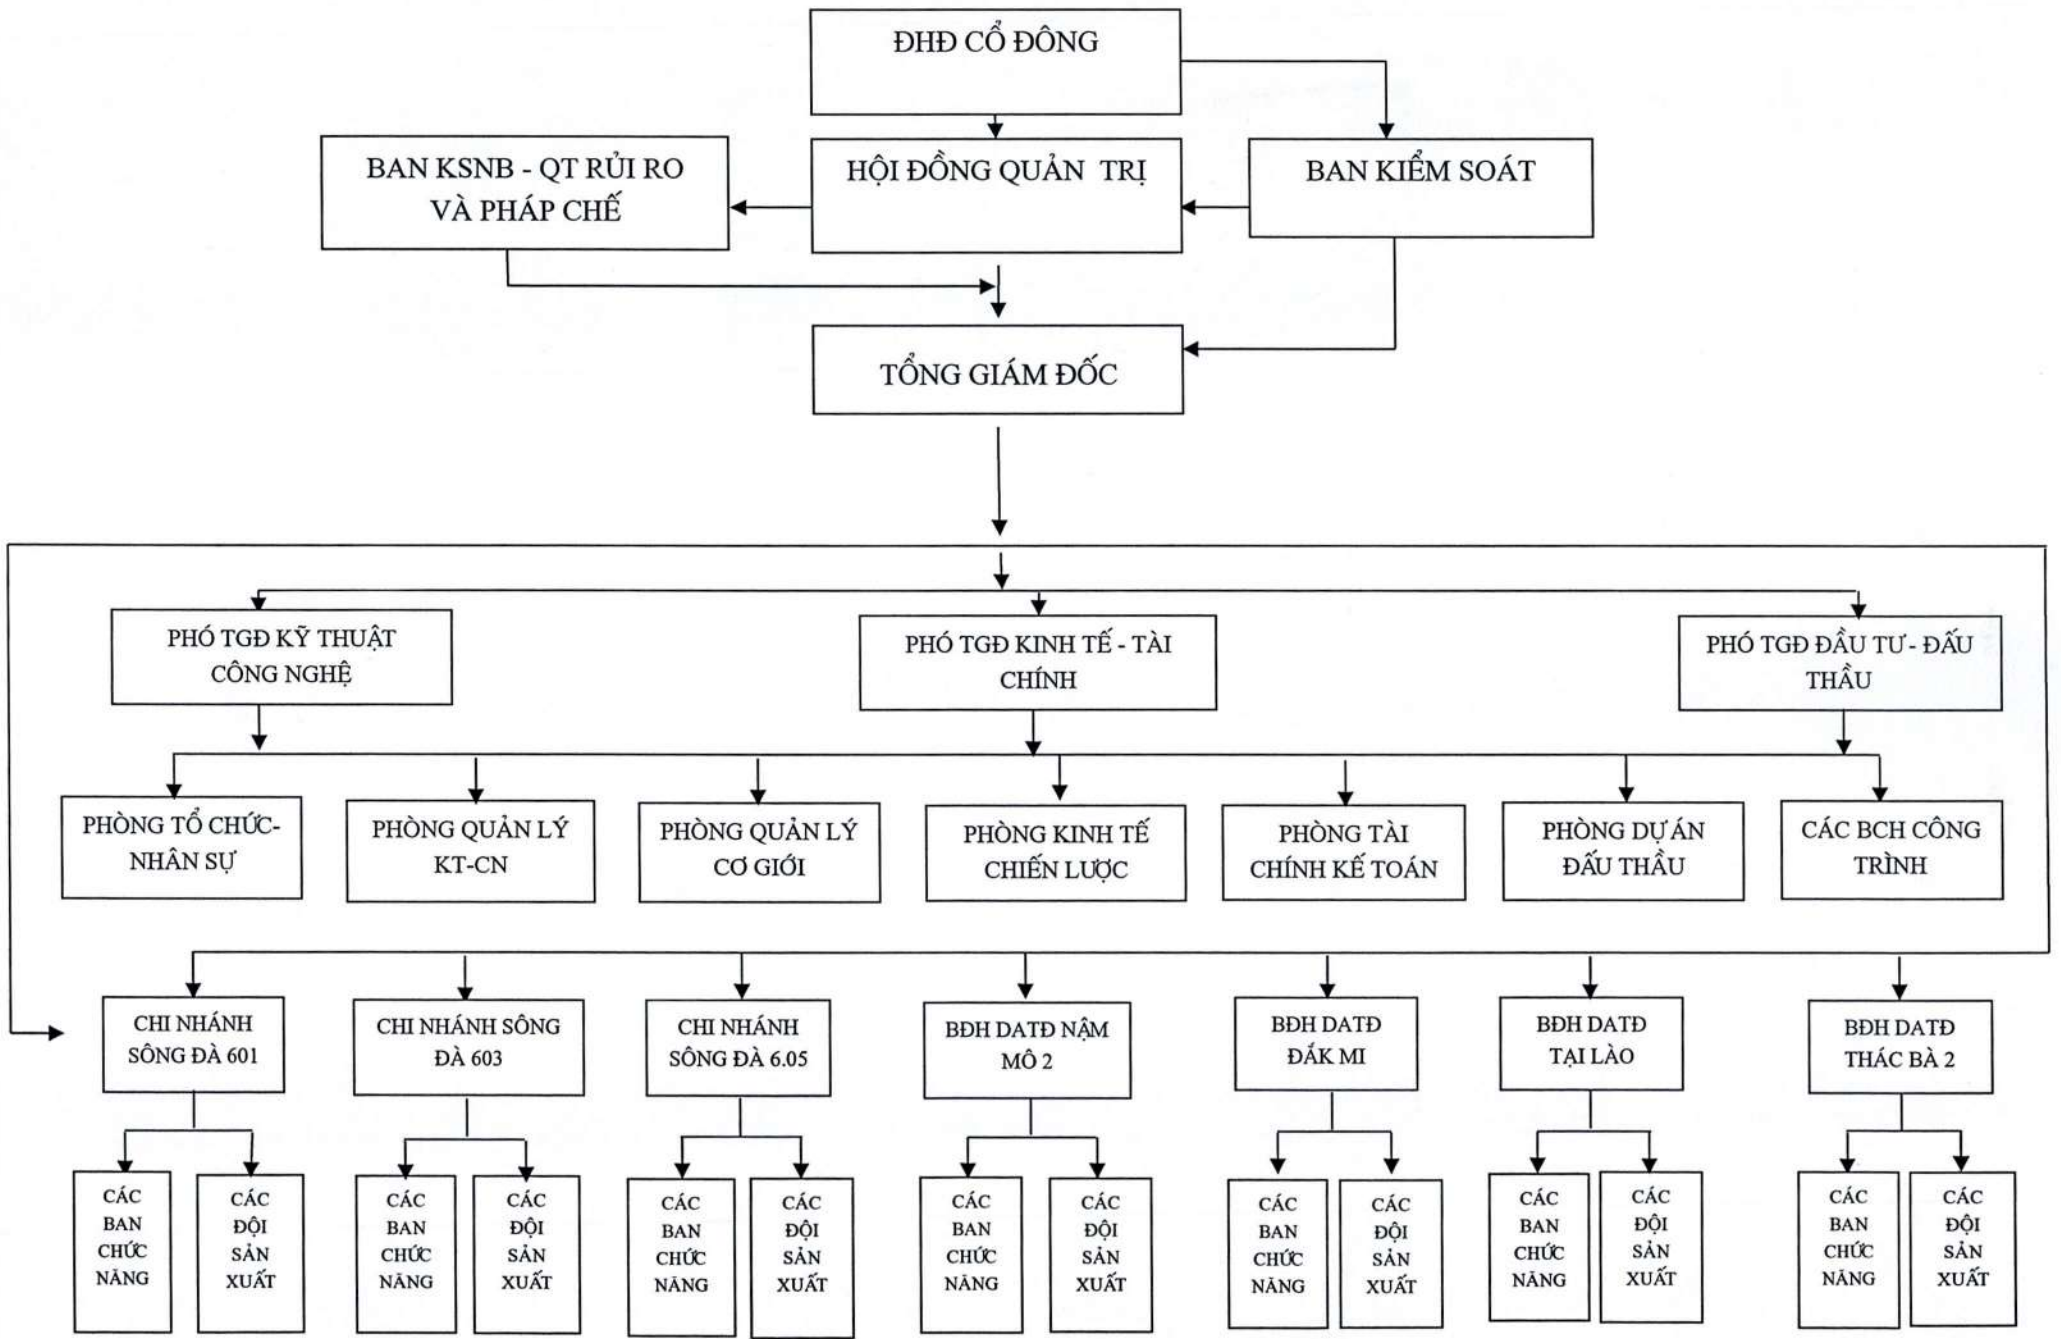 ĐHĐ CỔ ĐÔNG
BAN KSNB - QT RỦI RO
VÀ PHÁP CHẾ
HỘI ĐỒNG QUẢN TRỊ
BAN KIỂM SOÁT
TỔNG GIÁM ĐỐC
PHÓ TGĐ KỸ THUẬT
CÔNG NGHỆ
PHÓ TGĐ KINH TẾ - TÀI
CHÍNH
PHÓ TGĐ ĐẦU TƯ - ĐẤU
THẦU
PHÒNG TỔ CHỨC-
NHÂN SỰ
PHÒNG QUẢN LÝ
KT-CN
PHÒNG QUẢN LÝ
CƠ GIỚI
PHÒNG KINH TẾ
CHIẾN LƯỢC
PHÒNG TÀI
CHÍNH KẾ TOÁN
PHÒNG DỰ ÁN
ĐẤU THẦU
CÁC BCH CÔNG
TRÌNH
CHI NHÁNH
SÔNG ĐÀ 601
CHI NHÁNH SÔNG
ĐÀ 603
CHI NHÁNH
SÔNG ĐÀ 6.05
BĐH DATĐ NẬM
MÔ 2
BĐH DATĐ
ĐẮK MI
BĐH DATĐ
TẠI LÀO
BĐH DATĐ
THÁC BÀ 2
CÁC
BAN
CHỨC
NĂNG
CÁC
ĐỘI
SẢN
XUẤT
CÁC
BAN
CHỨC
NĂNG
CÁC
ĐỘI
SẢN
XUẤT
CÁC
BAN
CHỨC
NĂNG
CÁC
ĐỘI
SẢN
XUẤT
CÁC
BAN
CHỨC
NĂNG
CÁC
ĐỘI
SẢN
XUẤT
CÁC
BAN
CHỨC
NĂNG
CÁC
ĐỘI
SẢN
XUẤT
CÁC
BAN
CHỨC
NĂNG
CÁC
ĐỘI
SẢN
XUẤT
CÁC
BAN
CHỨC
NĂNG
CÁC
ĐỘI
SẢN
XUẤT